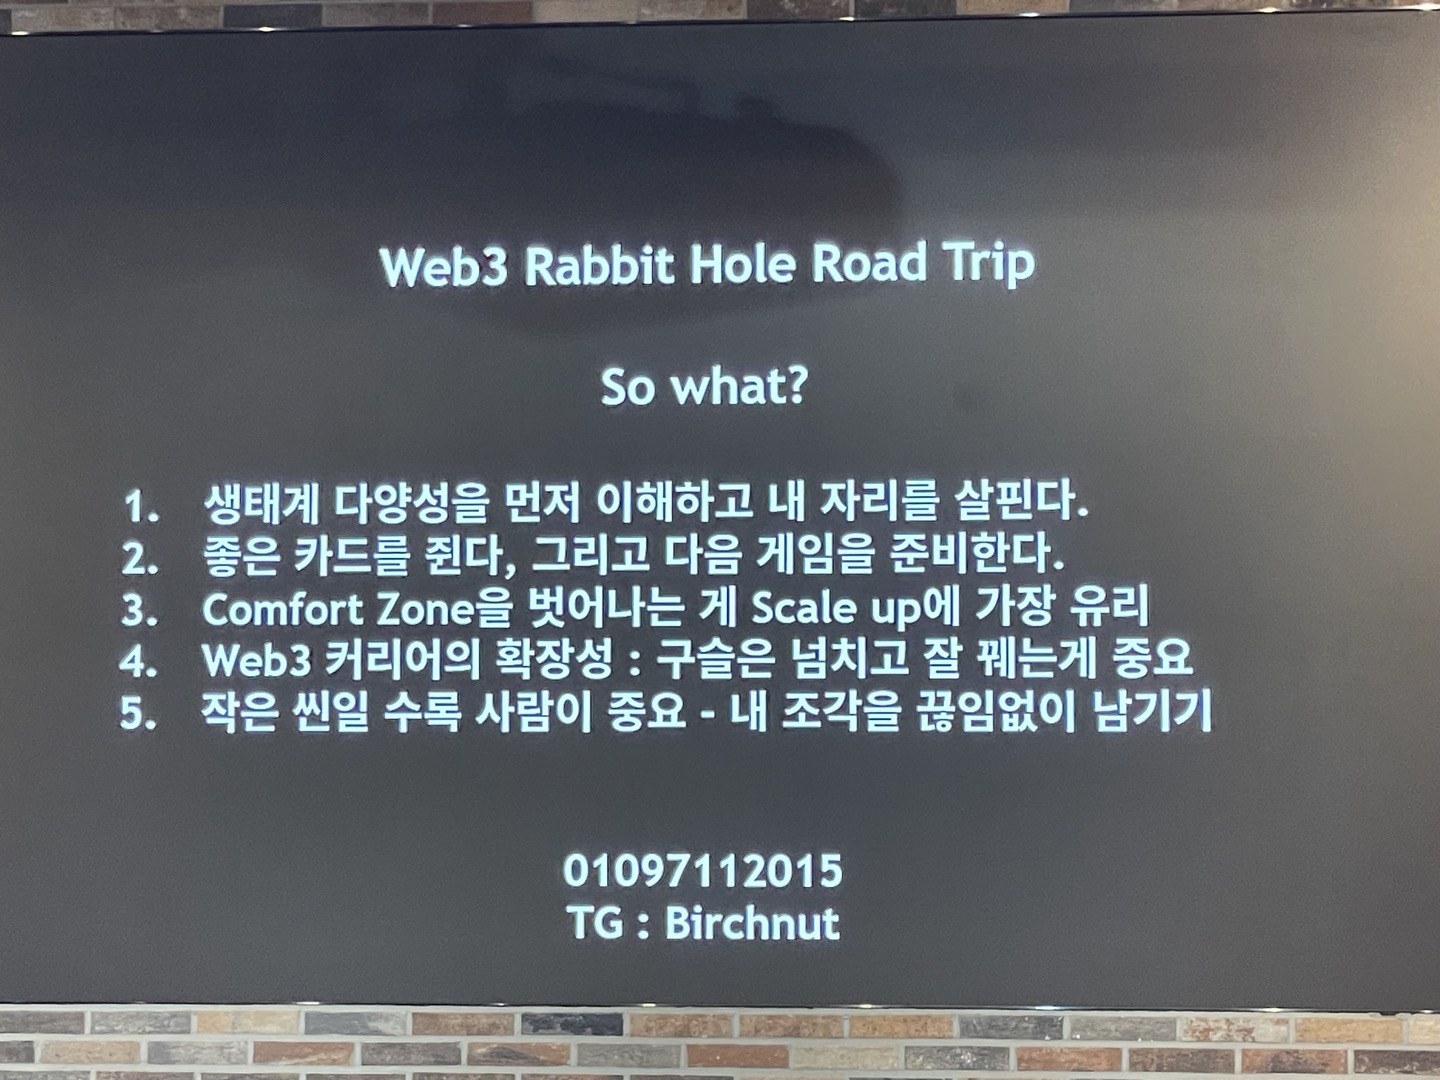 Web3 Rabbit Hole Road Trip
So what?
1. 생태계 다양성을 먼저 이해하고 내 자리를 살핀다.
2. 좋은 카드를 쥔다, 그리고 다음 게임을 준비한다.
3. Comfort Zone을 벗어나는 게 Scale up에 가장 유리
4. Web3 커리어의 확장성 : 구슬은 넘치고 잘 꿰는게 중요
5. 작은 씬일 수록 사람이 중요 - 내 조각을 끊임없이 남기기
01097112015
TG : Birchnut